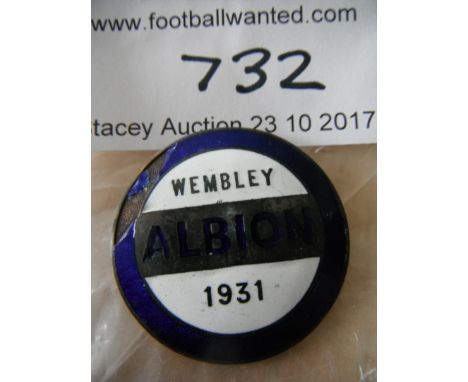 www.footballwanted.com
732
tacey Auction 23 10 2017
WEMBLEY
ALBION
1931